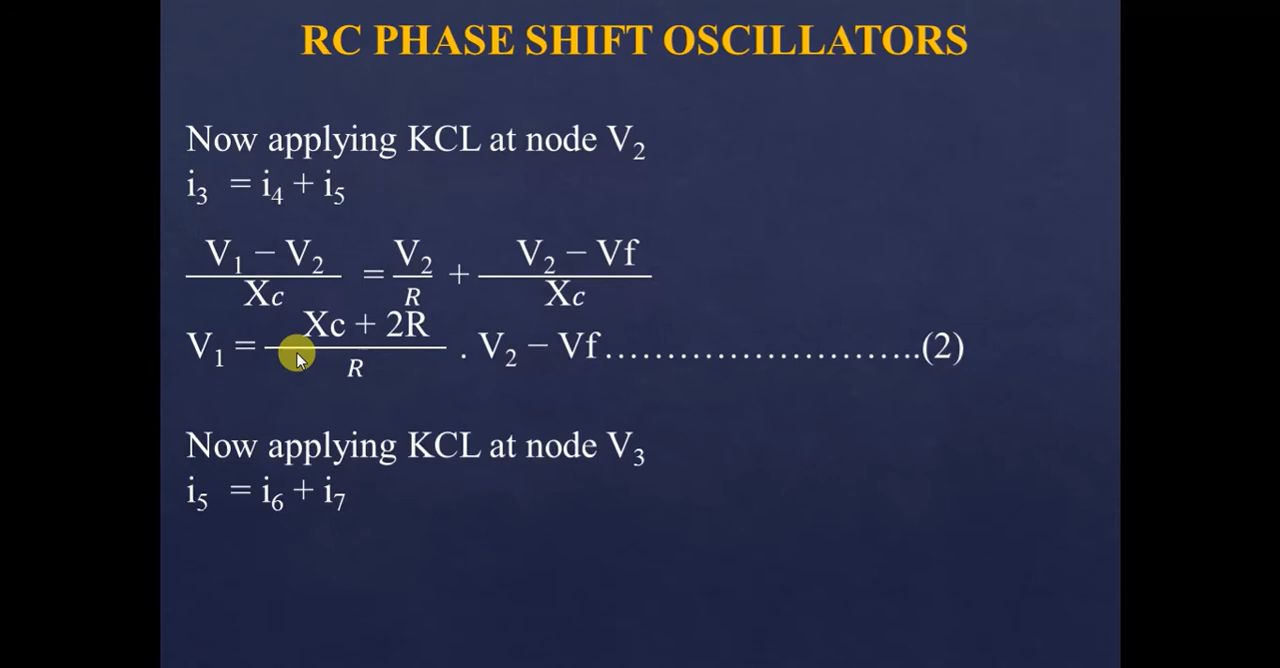 RC PHASE SHIFT OSCILLATORS
Now applying KCL at node V₂
i₃ = i₄ + i₅
V₁ − V₂ / Xc = V₂ / R + V₂ − Vf / Xc
V₁ = Xc + 2R / R . V₂ − Vf……………………..(2)
Now applying KCL at node V₃
i₅ = i₆ + i₇